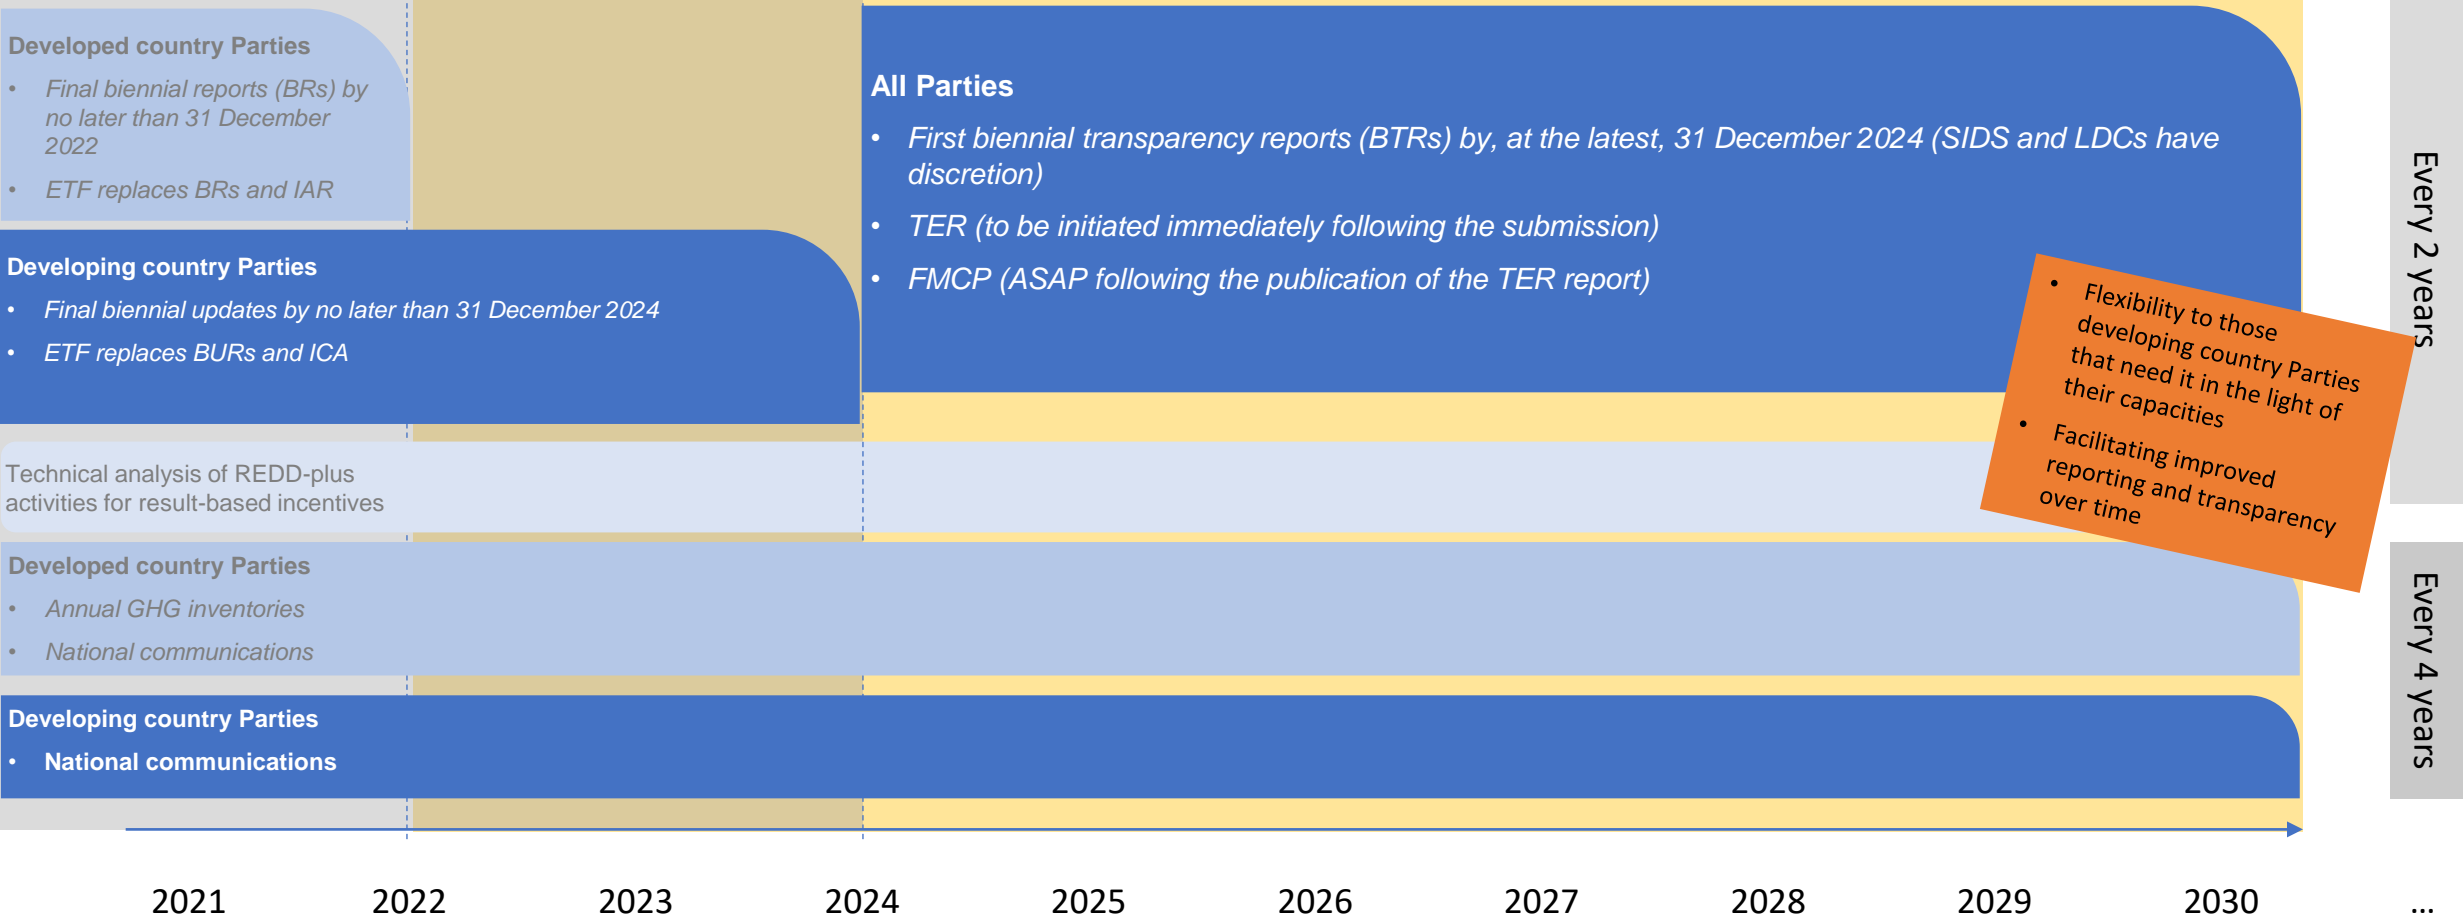 Developed country Parties
• Final biennial reports (BRs) by
no later than 31 December
2022
• ETF replaces BRs and IAR
Developing country Parties
• Final biennial updates by no later than 31 December 2024
• ETF replaces BURs and ICA
All Parties
• First biennial transparency reports (BTRs) by, at the latest, 31 December 2024 (SIDS and LDCs have
discretion)
• TER (to be initiated immediately following the submission)
• FMCP (ASAP following the publication of the TER report)
• Flexibility to those
developing country Parties
that need it in the light of
their capacities
• Facilitating improved
reporting and transparency
over time
Every 2 years
Technical analysis of REDD-plus
activities for result-based incentives
Developed country Parties
• Annual GHG inventories
• National communications
Developing country Parties
• National communications
Every 4 years
2021 2022 2023 2024 2025 2026 2027 2028 2029 2030 ...